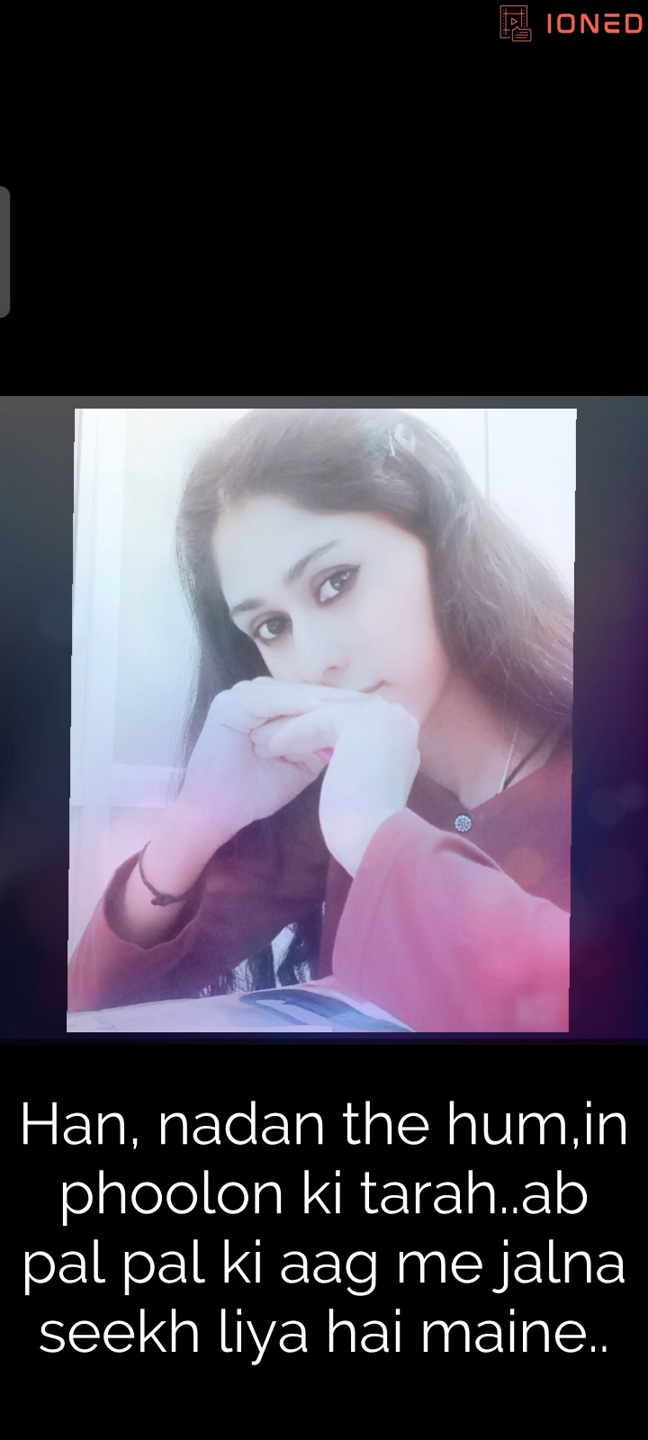 IONED
Han, nadan the hum,in
phoolon ki tarah..ab
pal pal ki aag me jalna
seekh liya hai maine..